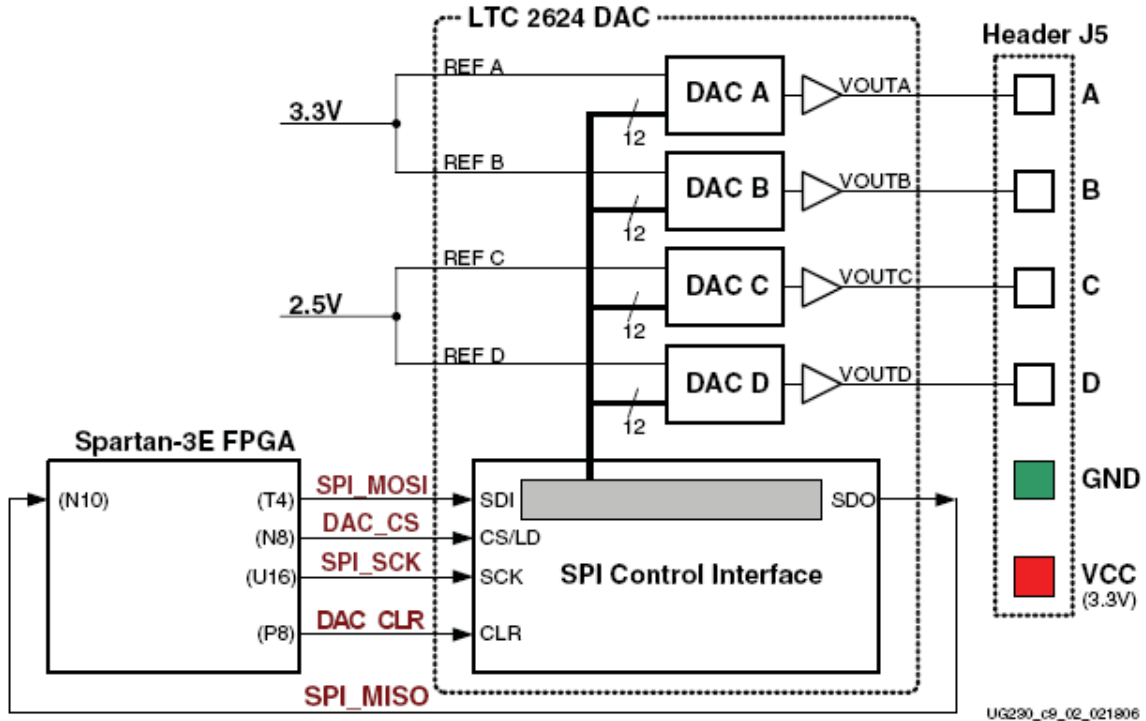 LTC 2624 DAC
Header J5
REF A
DAC A
VOUTA
A
3.3V
12
REF B
DAC B
VOUTB
B
12
REF C
DAC C
VOUTC
C
2.5V
12
REF D
DAC D
VOUTD
D
12
Spartan-3E FPGA
GND
(N10)
(T4)
SPI_MOSI
SDI
SDO
(N8)
DAC_CS
CS/LD
(U16)
SPI_SCK
SCK
SPI Control Interface
VCC
(3.3V)
(P8)
DAC_CLR
CLR
SPI_MISO
UG230_c9_02_021806